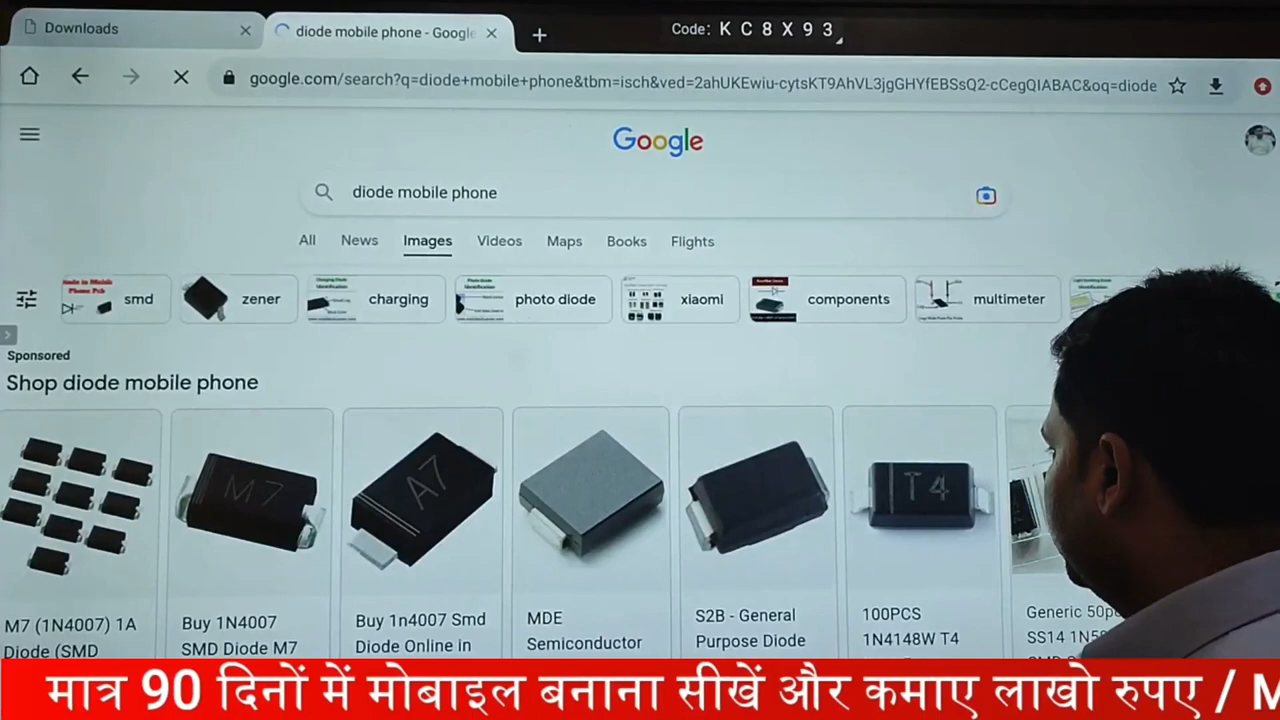 Downloads
diode mobile phone - Google
Code: K C 8 X 9 3
google.com/search?q=diode+mobile+phone&tbm=isch&ved=2ahUKEwiu-cytsKT9AhVL3jgGHYfEBSsQ2-cCegQIABAC&oq=diode
Google
diode mobile phone
All News Images Videos Maps Books Flights
smd zener charging photo diode xiaomi components multimeter
Sponsored
Shop diode mobile phone
M7
A7
T4
M7 (1N4007) 1A
Diode (SMD
Buy 1N4007
SMD Diode M7
Buy 1n4007 Smd
Diode Online in
MDE
Semiconductor
S2B - General
Purpose Diode
100PCS
1N4148W T4
Generic
SS14
मात्र 90 दिनों में मोबाइल बनाना सीखें और कमाए लाखो रुपए / M